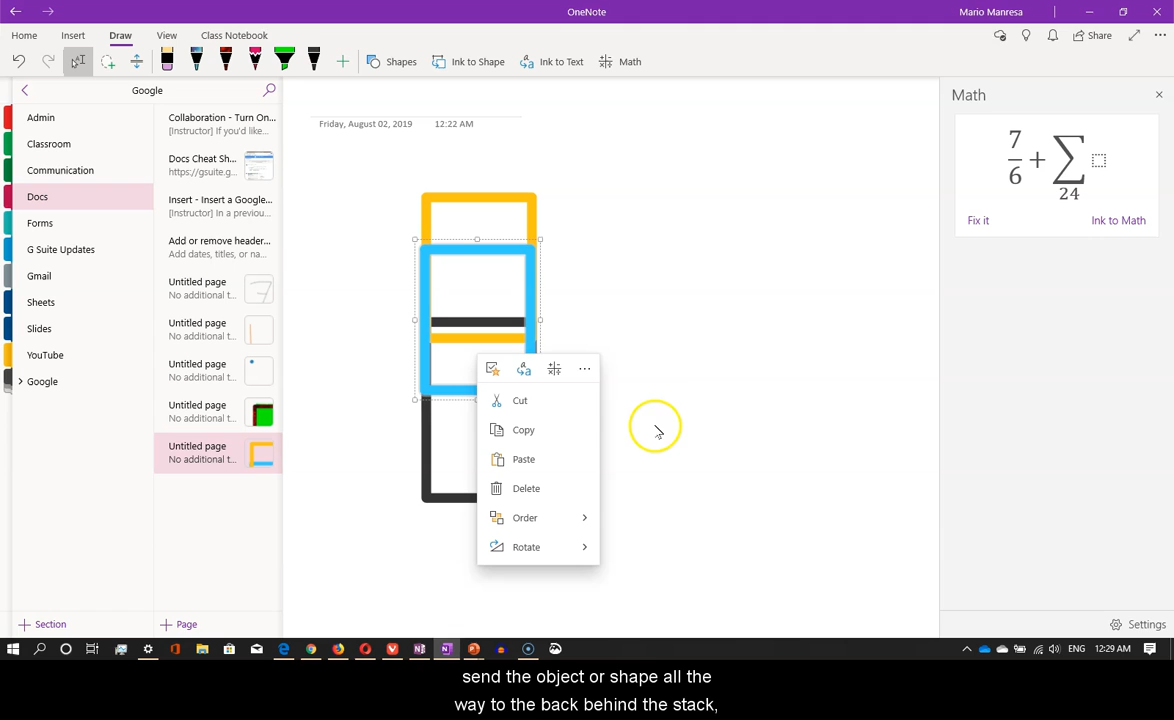 OneNote
Mario Manresa
Home
Insert
Draw
View
Class Notebook
Share
Shapes
Ink to Shape
Ink to Text
Math
Google
Admin
Classroom
Communication
Docs
Forms
G Suite Updates
Gmail
Sheets
Slides
YouTube
Google
Section
Collaboration - Turn On...
[Instructor] If you'd like...
Docs Cheat Sh...
https://gsuite.g...
Insert - Insert a Google...
[Instructor] In a previou...
Add or remove header...
Add dates, titles, or na...
Untitled page
No additional t...
Untitled page
No additional t...
Untitled page
No additional t...
Untitled page
No additional t...
Untitled page
No additional t...
Page
Friday, August 02, 2019
12:22 AM
Cut
Copy
Paste
Delete
Order
Rotate
Math
7/6 + ∑ 24
Fix it
Ink to Math
Settings
ENG
12:29 AM
send the object or shape all the
way to the back behind the stack,